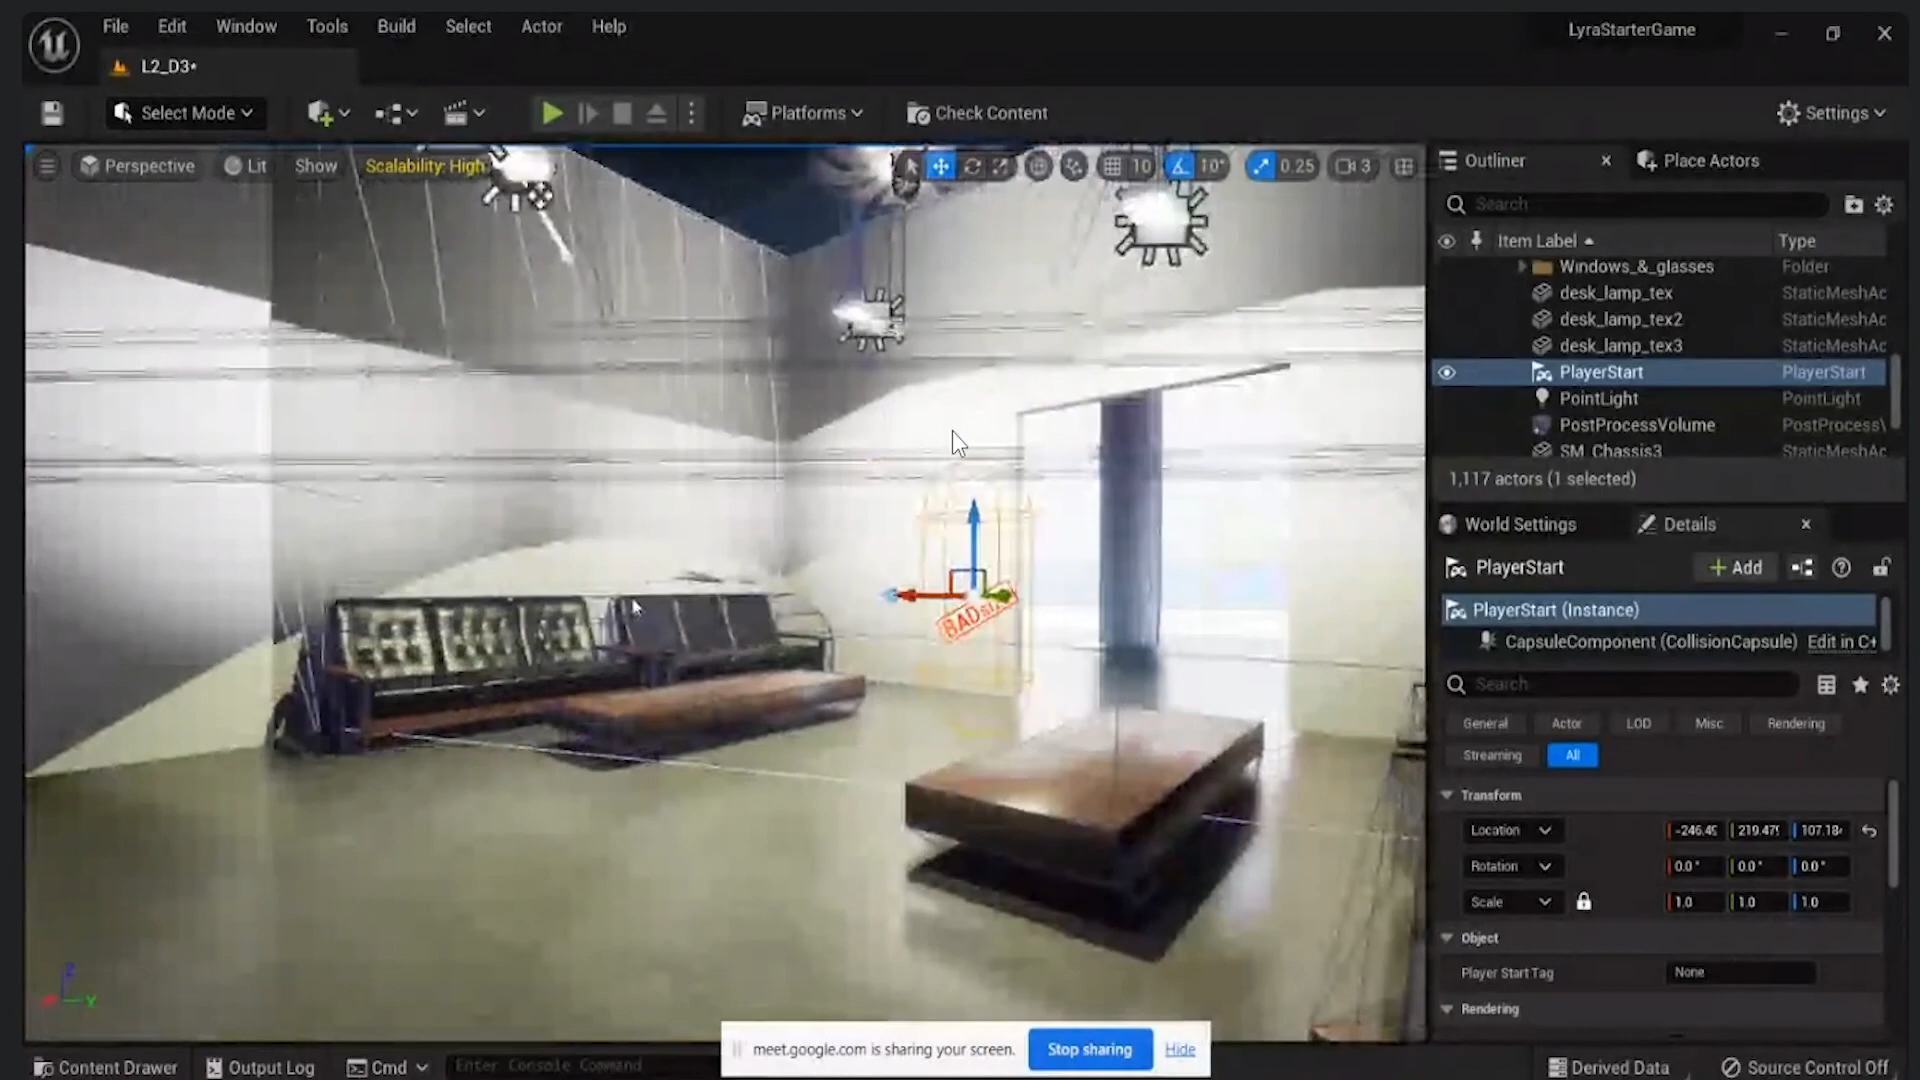 File Edit Window Tools Build Select Actor Help
LyraStarterGame
L2_D3*
Select Mode
Platforms
Check Content
Settings
Perspective Lit Show Scalability: High
10 10° 0.25 3
Outliner
Place Actors
Search
Item Label Type
Windows_&_glasses Folder
desk_lamp_tex StaticMeshAc
desk_lamp_tex2 StaticMeshAc
desk_lamp_tex3 StaticMeshAc
PlayerStart PlayerStart
PointLight PointLight
PostProcessVolume PostProcess\
SM_Chassis3 StaticMeshAc
1,117 actors (1 selected)
World Settings
Details
PlayerStart
Add
PlayerStart (Instance)
CapsuleComponent (CollisionCapsule) Edit in C+
Search
General Actor LOD Misc Rendering
Streaming All
Transform
Location -246.49 219.479 107.184
Rotation 0.0° 0.0° 0.0°
Scale 1.0 1.0 1.0
Object
Player Start Tag None
Rendering
BADsize
Z
Y
meet.google.com is sharing your screen.
Stop sharing
Hide
Content Drawer
Output Log
Cmd
Enter Console Command
Derived Data
Source Control Off